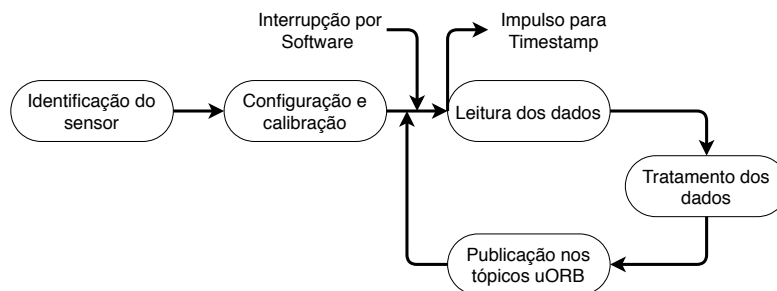 Interrupção por
Software
Impulso para
Timestamp
Identificação do
sensor
Configuração e
calibração
Leitura dos dados
Tratamento dos
dados
Publicação nos
tópicos uORB